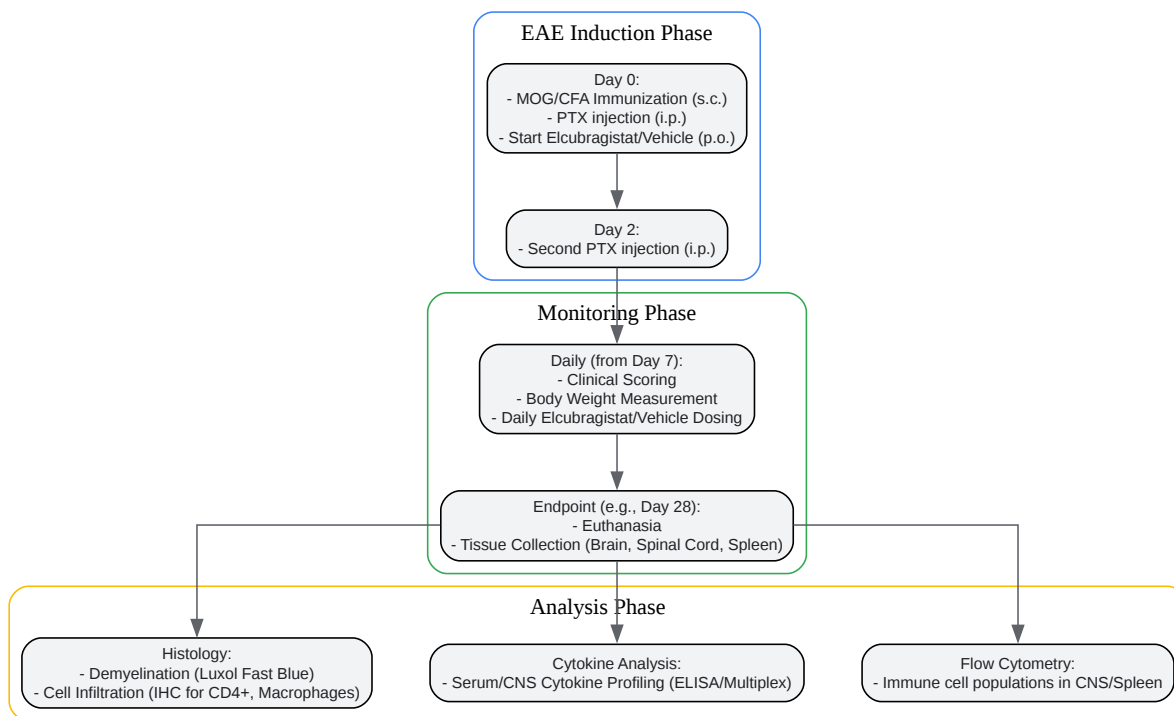 EAE Induction Phase
Day 0:
- MOG/CFA Immunization (s.c.)
- PTX injection (i.p.)
- Start Elcubragistat/Vehicle (p.o.)
Day 2:
- Second PTX injection (i.p.)
Monitoring Phase
Daily (from Day 7):
- Clinical Scoring
- Body Weight Measurement
- Daily Elcubragistat/Vehicle Dosing
Endpoint (e.g., Day 28):
- Euthanasia
- Tissue Collection (Brain, Spinal Cord, Spleen)
Analysis Phase
Histology:
- Demyelination (Luxol Fast Blue)
- Cell Infiltration (IHC for CD4+, Macrophages)
Cytokine Analysis:
- Serum/CNS Cytokine Profiling (ELISA/Multiplex)
Flow Cytometry:
- Immune cell populations in CNS/Spleen